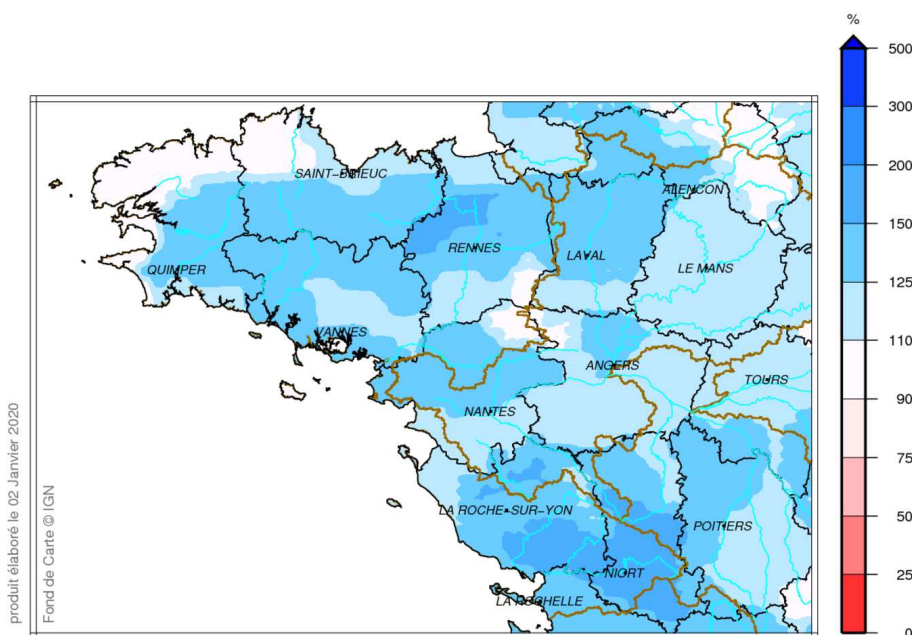 %
500
300
200
150
125
110
90
75
50
25
0
SAINT-BRIEUC
ALENCON
RENNES
LAVAL
LE MANS
QUIMPER
VANNES
ANGERS
TOURS
NANTES
LA ROCHE-SUR-YON
POITIERS
NIORT
LA ROCHELLE
produit élaboré le 02 Janvier 2020
Fond de Carte © IGN